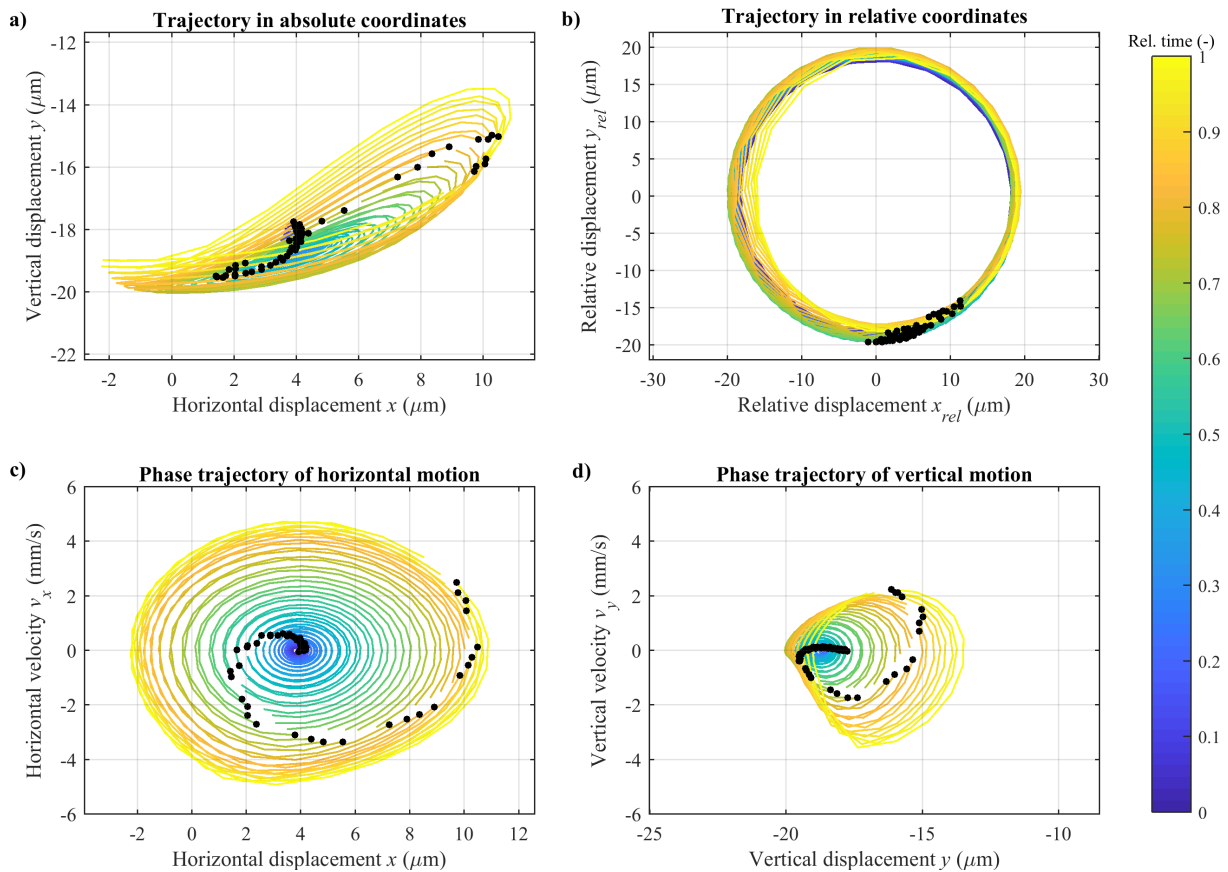 a) Trajectory in absolute coordinates
-12
-14
-16
-18
-20
-22
Vertical displacement y (μm)
-2 0 2 4 6 8 10
Horizontal displacement x (μm)
b) Trajectory in relative coordinates
20
15
10
5
0
-5
-10
-15
-20
Relative displacement y_rel (μm)
-30 -20 -10 0 10 20 30
Relative displacement x_rel (μm)
Rel. time (-)
1
0.9
0.8
0.7
0.6
0.5
0.4
0.3
0.2
0.1
0
c) Phase trajectory of horizontal motion
6
4
2
0
-2
-4
-6
Horizontal velocity v_x (mm/s)
-2 0 2 4 6 8 10 12
Horizontal displacement x (μm)
d) Phase trajectory of vertical motion
6
4
2
0
-2
-4
-6
Vertical velocity v_y (mm/s)
-25 -20 -15 -10
Vertical displacement y (μm)